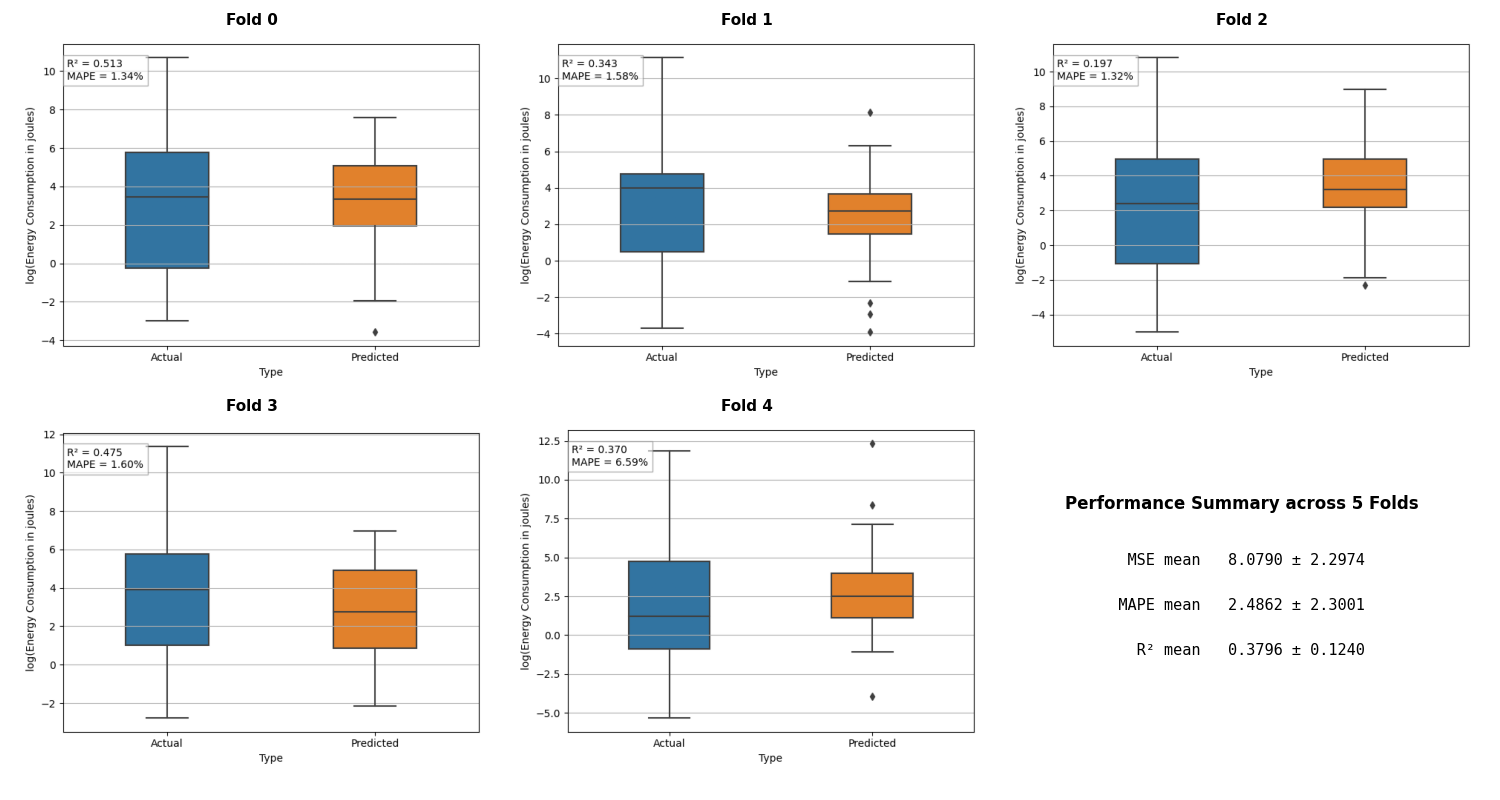 Fold 0
R² = 0.513
MAPE = 1.34%
log(Energy Consumption in joules)
10
8
6
4
2
0
−2
−4
Actual
Predicted
Type
Fold 1
R² = 0.343
MAPE = 1.58%
log(Energy Consumption in joules)
10
8
6
4
2
0
−2
−4
Actual
Predicted
Type
Fold 2
R² = 0.197
MAPE = 1.32%
log(Energy Consumption in joules)
10
8
6
4
2
0
−2
−4
Actual
Predicted
Type
Fold 3
R² = 0.475
MAPE = 1.60%
log(Energy Consumption in joules)
12
10
8
6
4
2
0
−2
Actual
Predicted
Type
Fold 4
R² = 0.370
MAPE = 6.59%
log(Energy Consumption in joules)
12.5
10.0
7.5
5.0
2.5
0.0
−2.5
−5.0
Actual
Predicted
Type
Performance Summary across 5 Folds
MSE mean 8.0790 ± 2.2974
MAPE mean 2.4862 ± 2.3001
R² mean 0.3796 ± 0.1240